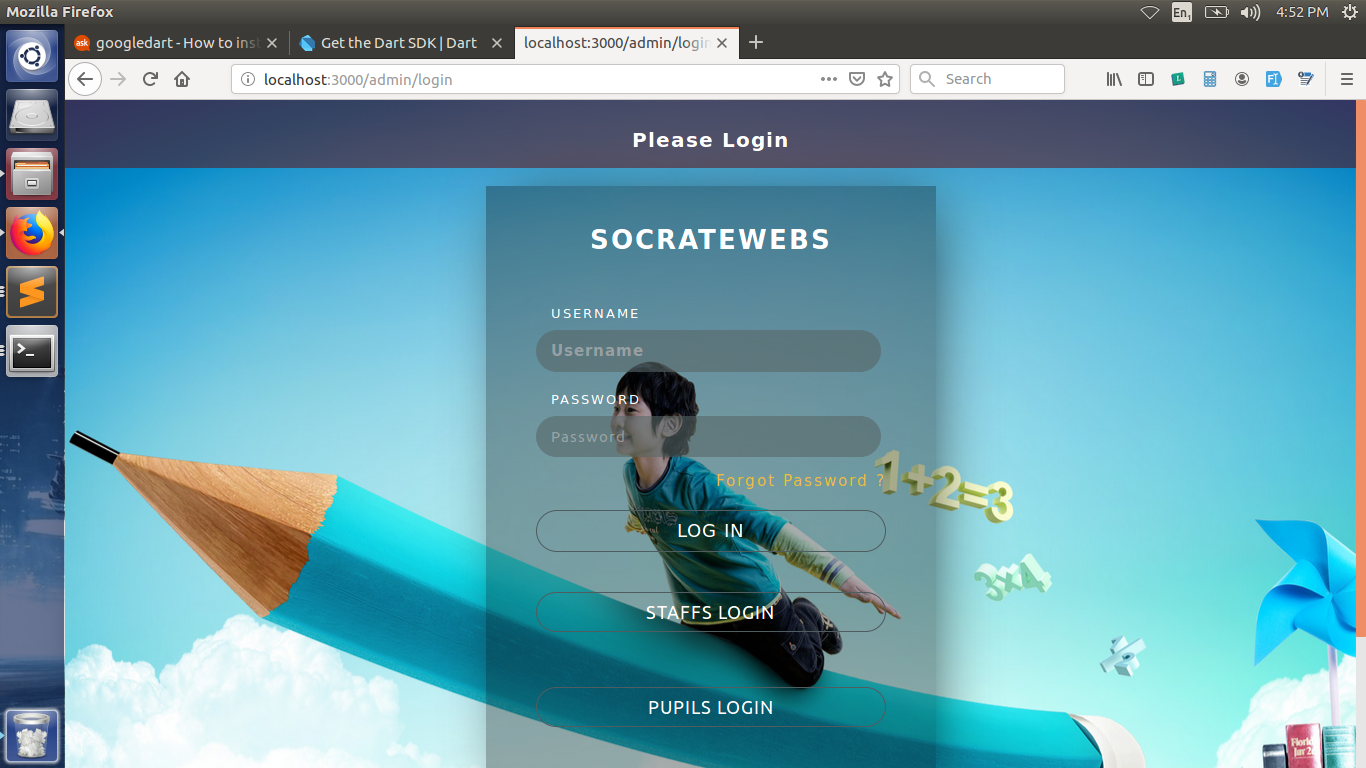 Mozilla Firefox
En1
4:52 PM
googledart - How to inst
Get the Dart SDK | Dart
localhost:3000/admin/login
localhost:3000/admin/login
Search
Please Login
SOCRATEWEBS
USERNAME
Username
PASSWORD
Password
Forgot Password ?
1+2=3
LOG IN
3×4
STAFFS LOGIN
%
PUPILS LOGIN